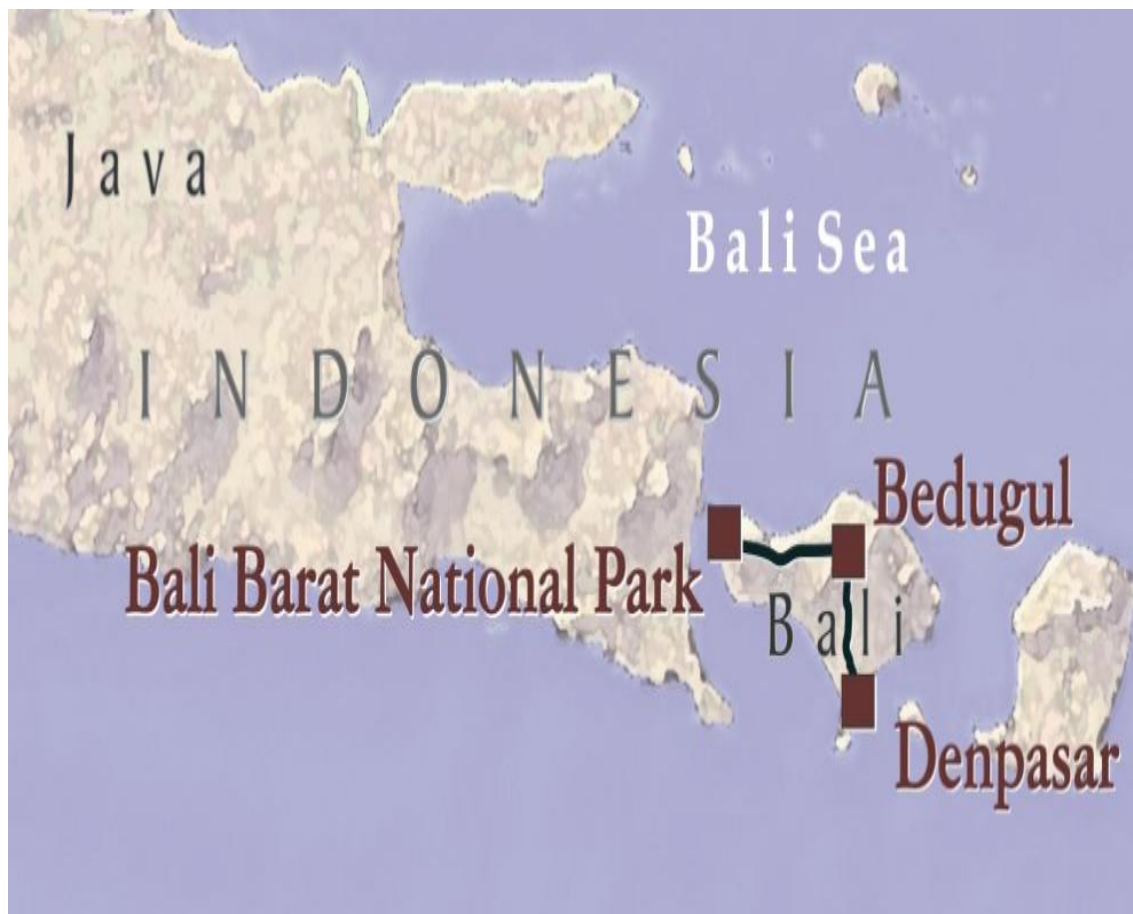 Java
Bali Sea
INDONESIA
Bedugul
Bali Barat National Park
Bali
Denpasar